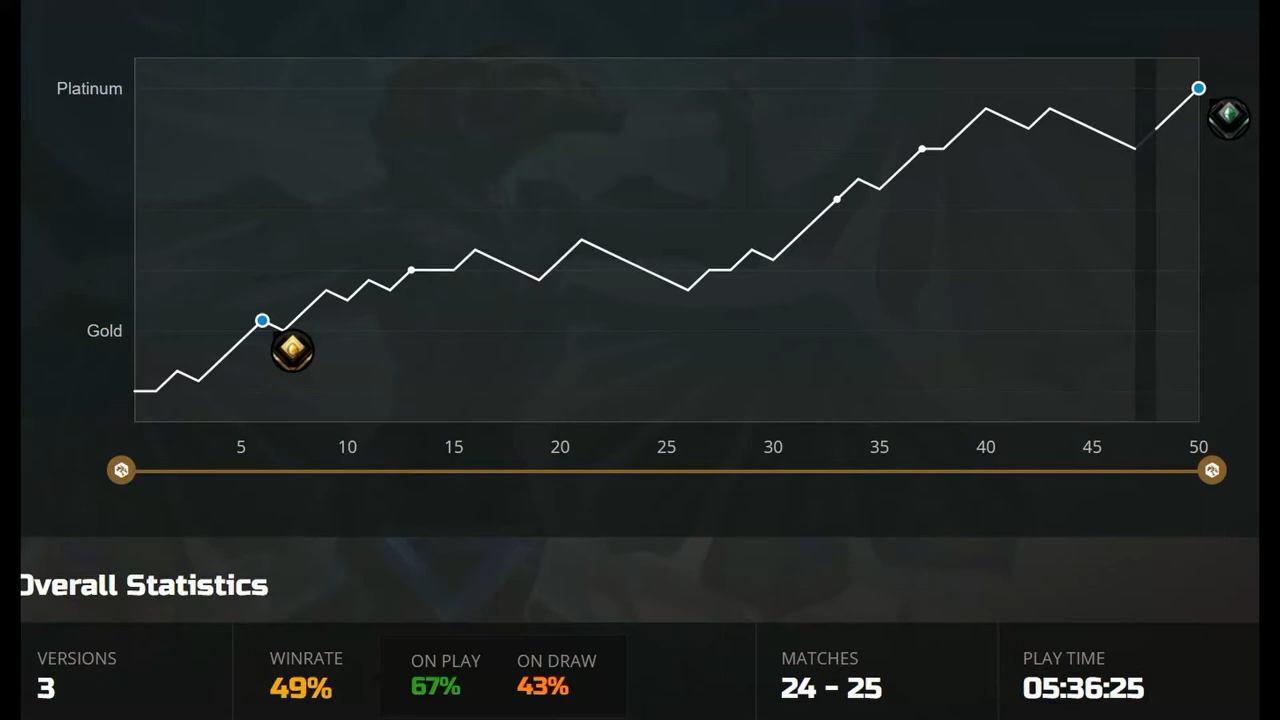 Platinum
Gold
5 10 15 20 25 30 35 40 45 50
Overall Statistics
VERSIONS WINRATE ON PLAY ON DRAW MATCHES PLAY TIME
3 49% 67% 43% 24 - 25 05:36:25